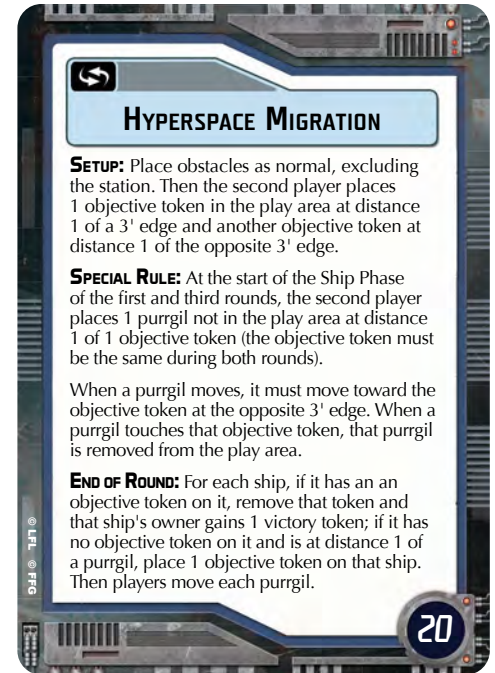 HYPERSPACE MIGRATION
SETUP: Place obstacles as normal, excluding
the station. Then the second player places
1 objective token in the play area at distance
1 of a 3' edge and another objective token at
distance 1 of the opposite 3' edge.
SPECIAL RULE: At the start of the Ship Phase
of the first and third rounds, the second player
places 1 purrgil not in the play area at distance
1 of 1 objective token (the objective token must
be the same during both rounds).
When a purrgil moves, it must move toward the
objective token at the opposite 3' edge. When a
purrgil touches that objective token, that purrgil
is removed from the play area.
END OF ROUND: For each ship, if it has an an
objective token on it, remove that token and
that ship's owner gains 1 victory token; if it has
no objective token on it and is at distance 1 of
a purrgil, place 1 objective token on that ship.
Then players move each purrgil.
© LFL © FFG
20